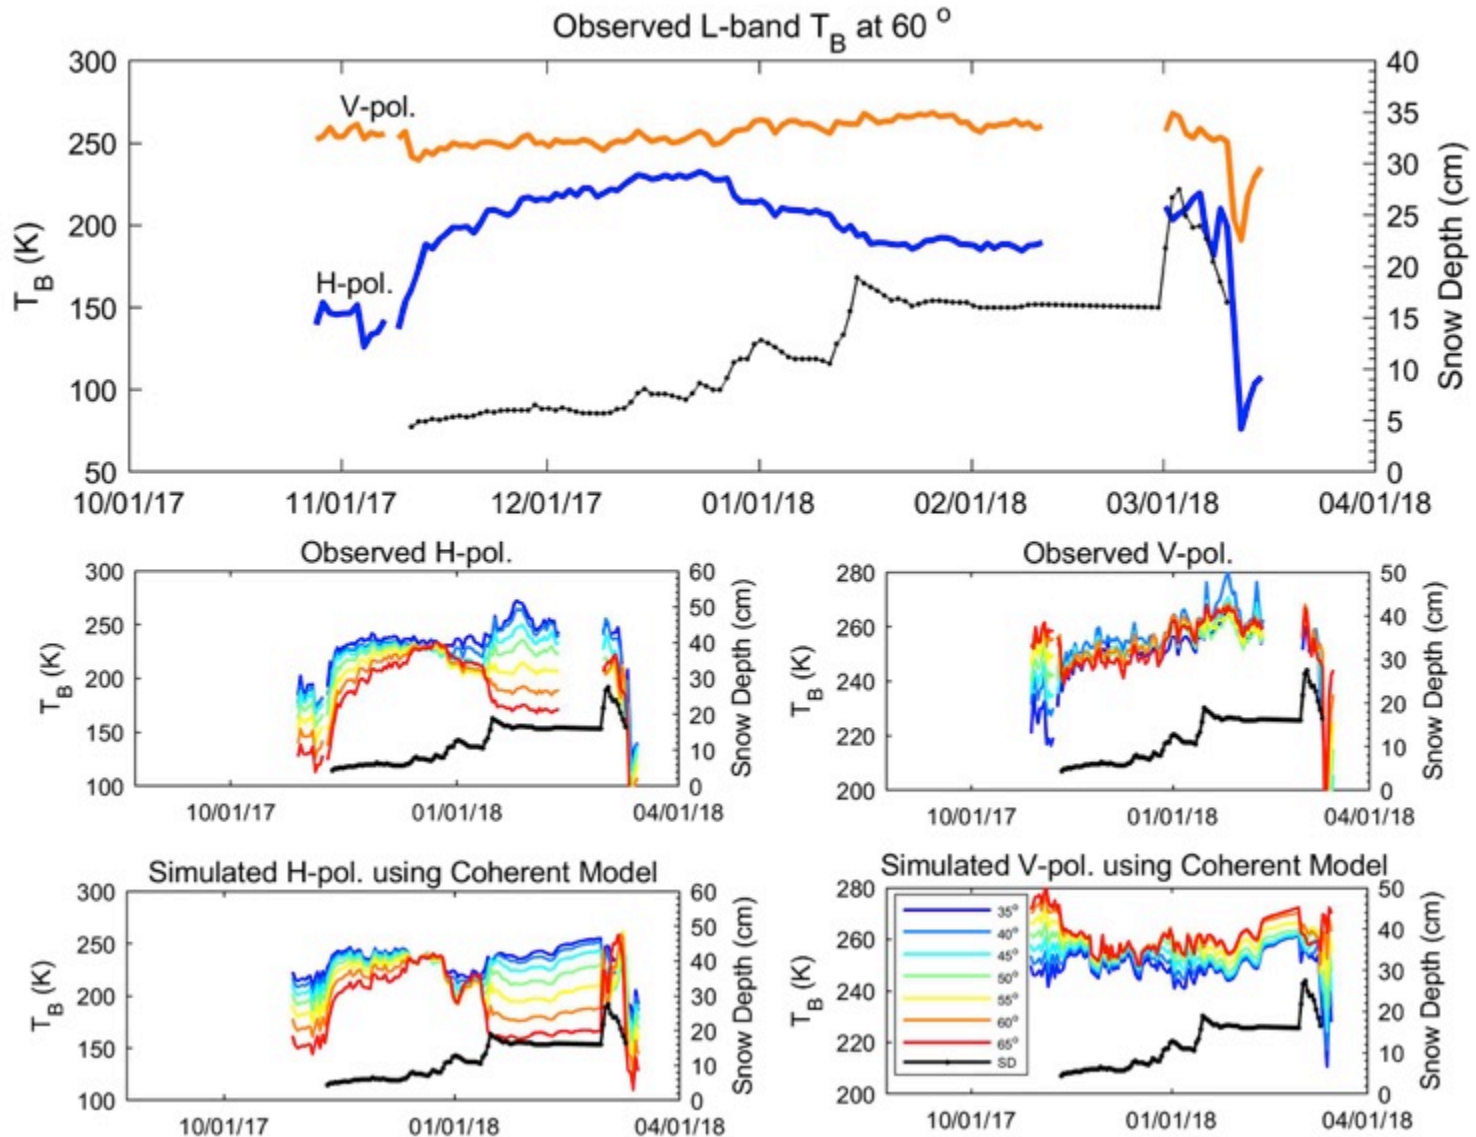 Observed L-band T_B at 60 °
300
250
200
150
100
50
T_B (K)
V-pol.
H-pol.
40
35
30
25
20
15
10
5
0
Snow Depth (cm)
10/01/17 11/01/17 12/01/17 01/01/18 02/01/18 03/01/18 04/01/18
Observed H-pol.
300
250
200
150
100
T_B (K)
60
50
40
30
20
10
0
Snow Depth (cm)
10/01/17 01/01/18 04/01/18
Observed V-pol.
280
260
240
220
200
T_B (K)
50
40
30
20
10
0
Snow Depth (cm)
10/01/17 01/01/18 04/01/18
Simulated H-pol. using Coherent Model
300
250
200
150
100
T_B (K)
60
50
40
30
20
10
0
Snow Depth (cm)
10/01/17 01/01/18 04/01/18
Simulated V-pol. using Coherent Model
280
260
240
220
200
T_B (K)
35°
40°
45°
50°
55°
60°
65°
SD
50
40
30
20
10
0
Snow Depth (cm)
10/01/17 01/01/18 04/01/18